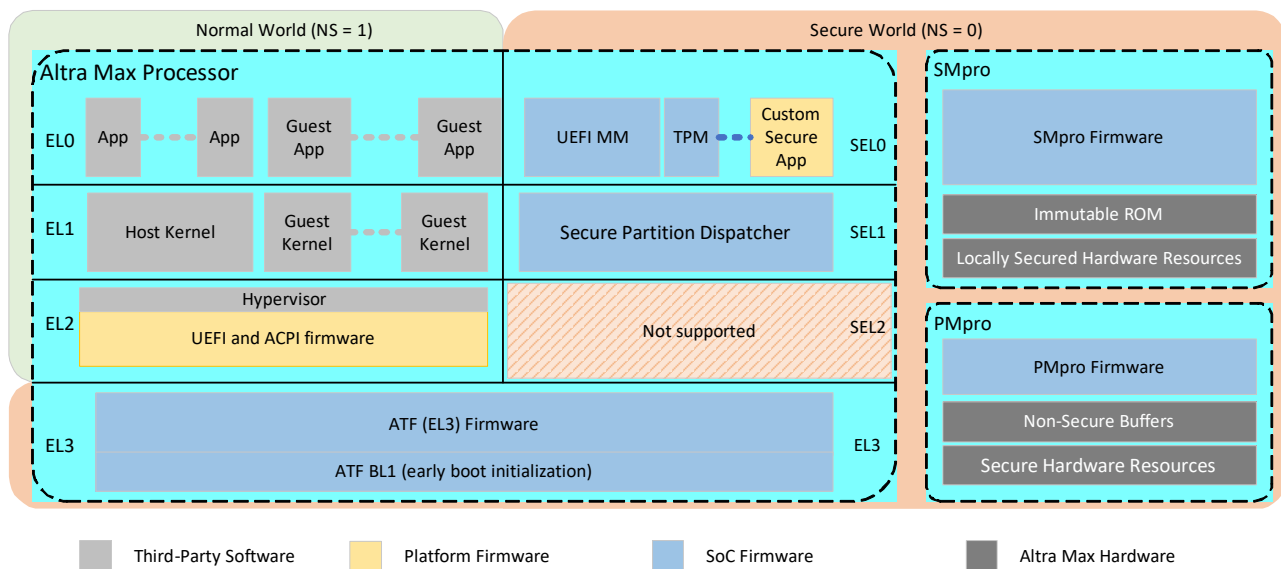 Normal World (NS = 1)
Secure World (NS = 0)
Altra Max Processor
EL0
App
App
Guest
App
Guest
App
UEFI MM
TPM
Custom
Secure
App
SEL0
EL1
Host Kernel
Guest
Kernel
Guest
Kernel
Secure Partition Dispatcher
SEL1
EL2
Hypervisor
UEFI and ACPI firmware
Not supported
SEL2
EL3
ATF (EL3) Firmware
ATF BL1 (early boot initialization)
EL3
SMpro
SMpro Firmware
Immutable ROM
Locally Secured Hardware Resources
PMpro
PMpro Firmware
Non-Secure Buffers
Secure Hardware Resources
Third-Party Software
Platform Firmware
SoC Firmware
Altra Max Hardware